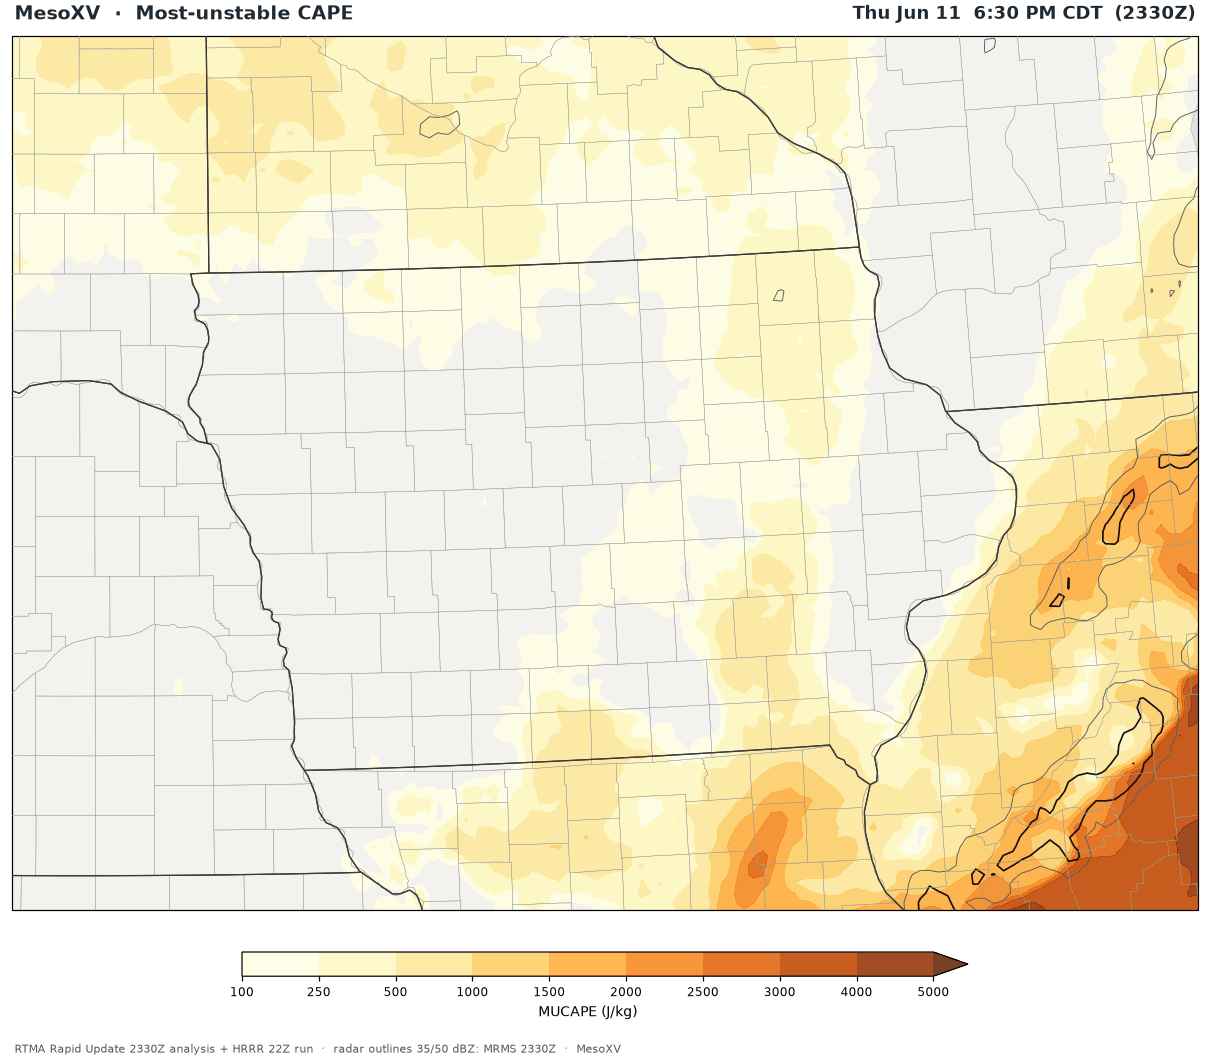 MesoXV · Most-unstable CAPE
Thu Jun 11 6:30 PM CDT (2330Z)
100 250 500 1000 1500 2000 2500 3000 4000 5000
MUCAPE (J/kg)
RTMA Rapid Update 2330Z analysis + HRRR 22Z run · radar outlines 35/50 dBZ: MRMS 2330Z · MesoXV